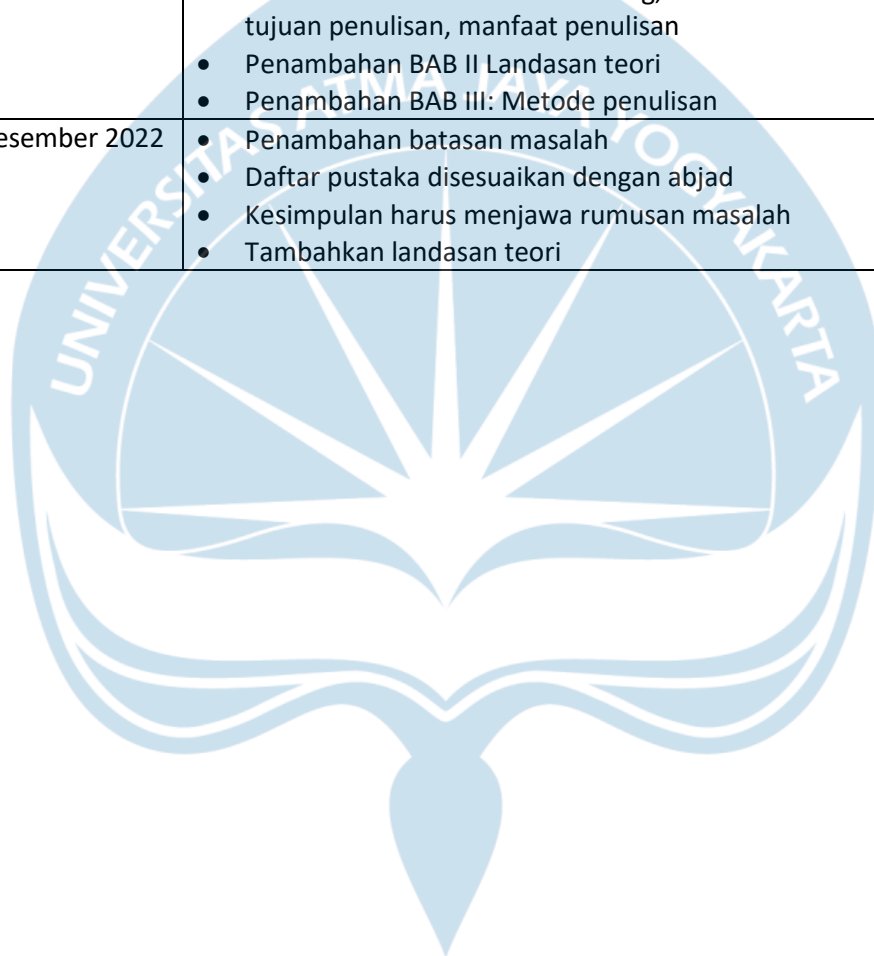 tujuan penulisan, manfaat penulisan
• Penambahan BAB II Landasan teori
• Penambahan BAB III: Metode penulisan
esember 2022
• Penambahan batasan masalah
• Daftar pustaka disesuaikan dengan abjad
• Kesimpulan harus menjawa rumusan masalah
• Tambahkan landasan teori
UNIVERSITAS ATMA JAYA YOGYAKARTA